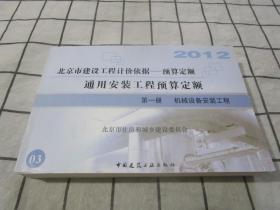 2012
北京市建设工程计价依据——预算定额
通用安装工程预算定额
第一册 机械设备安装工程
北京市住房和城乡建设委员会
03
中国建筑工业出版社